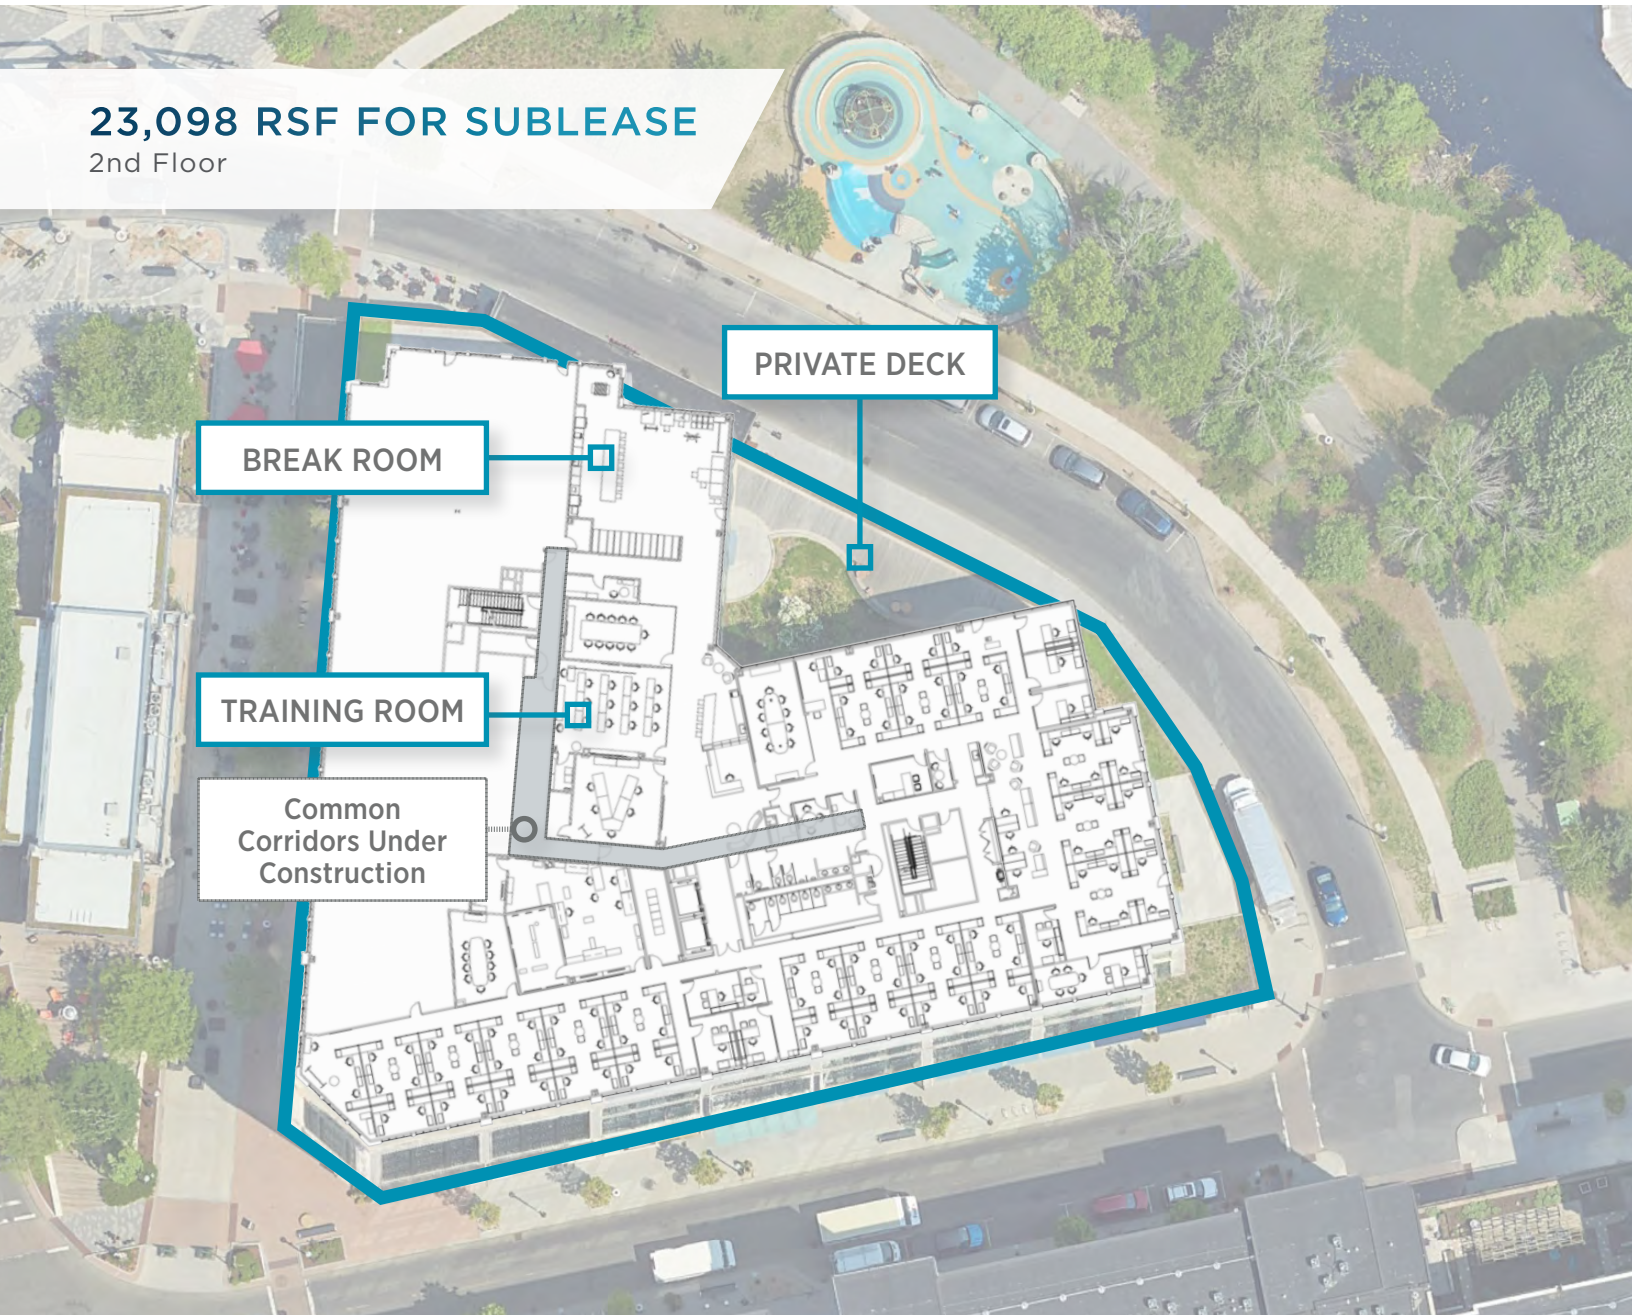 23,098 RSF FOR SUBLEASE
2nd Floor
PRIVATE DECK
BREAK ROOM
TRAINING ROOM
Common
Corridors Under
Construction